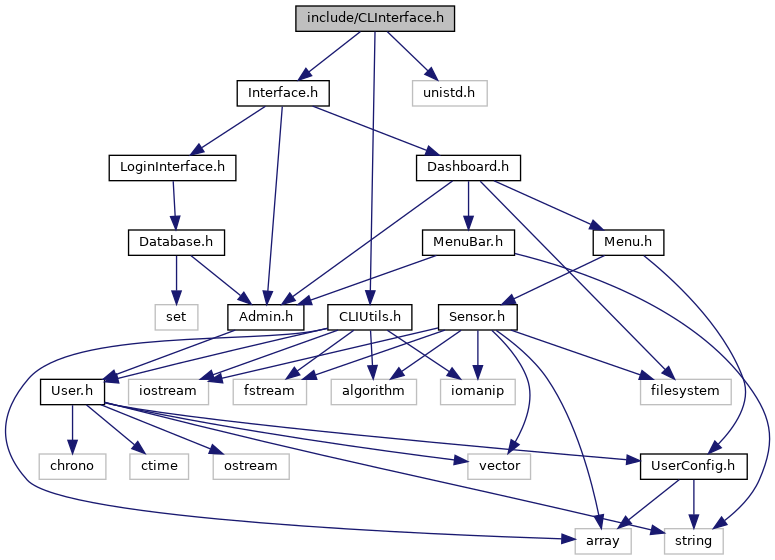 include/CLInterface.h
Interface.h
unistd.h
LoginInterface.h
Dashboard.h
Database.h
MenuBar.h
Menu.h
set
Admin.h
CLIUtils.h
Sensor.h
User.h
iostream
fstream
algorithm
iomanip
filesystem
chrono
ctime
ostream
vector
UserConfig.h
array
string